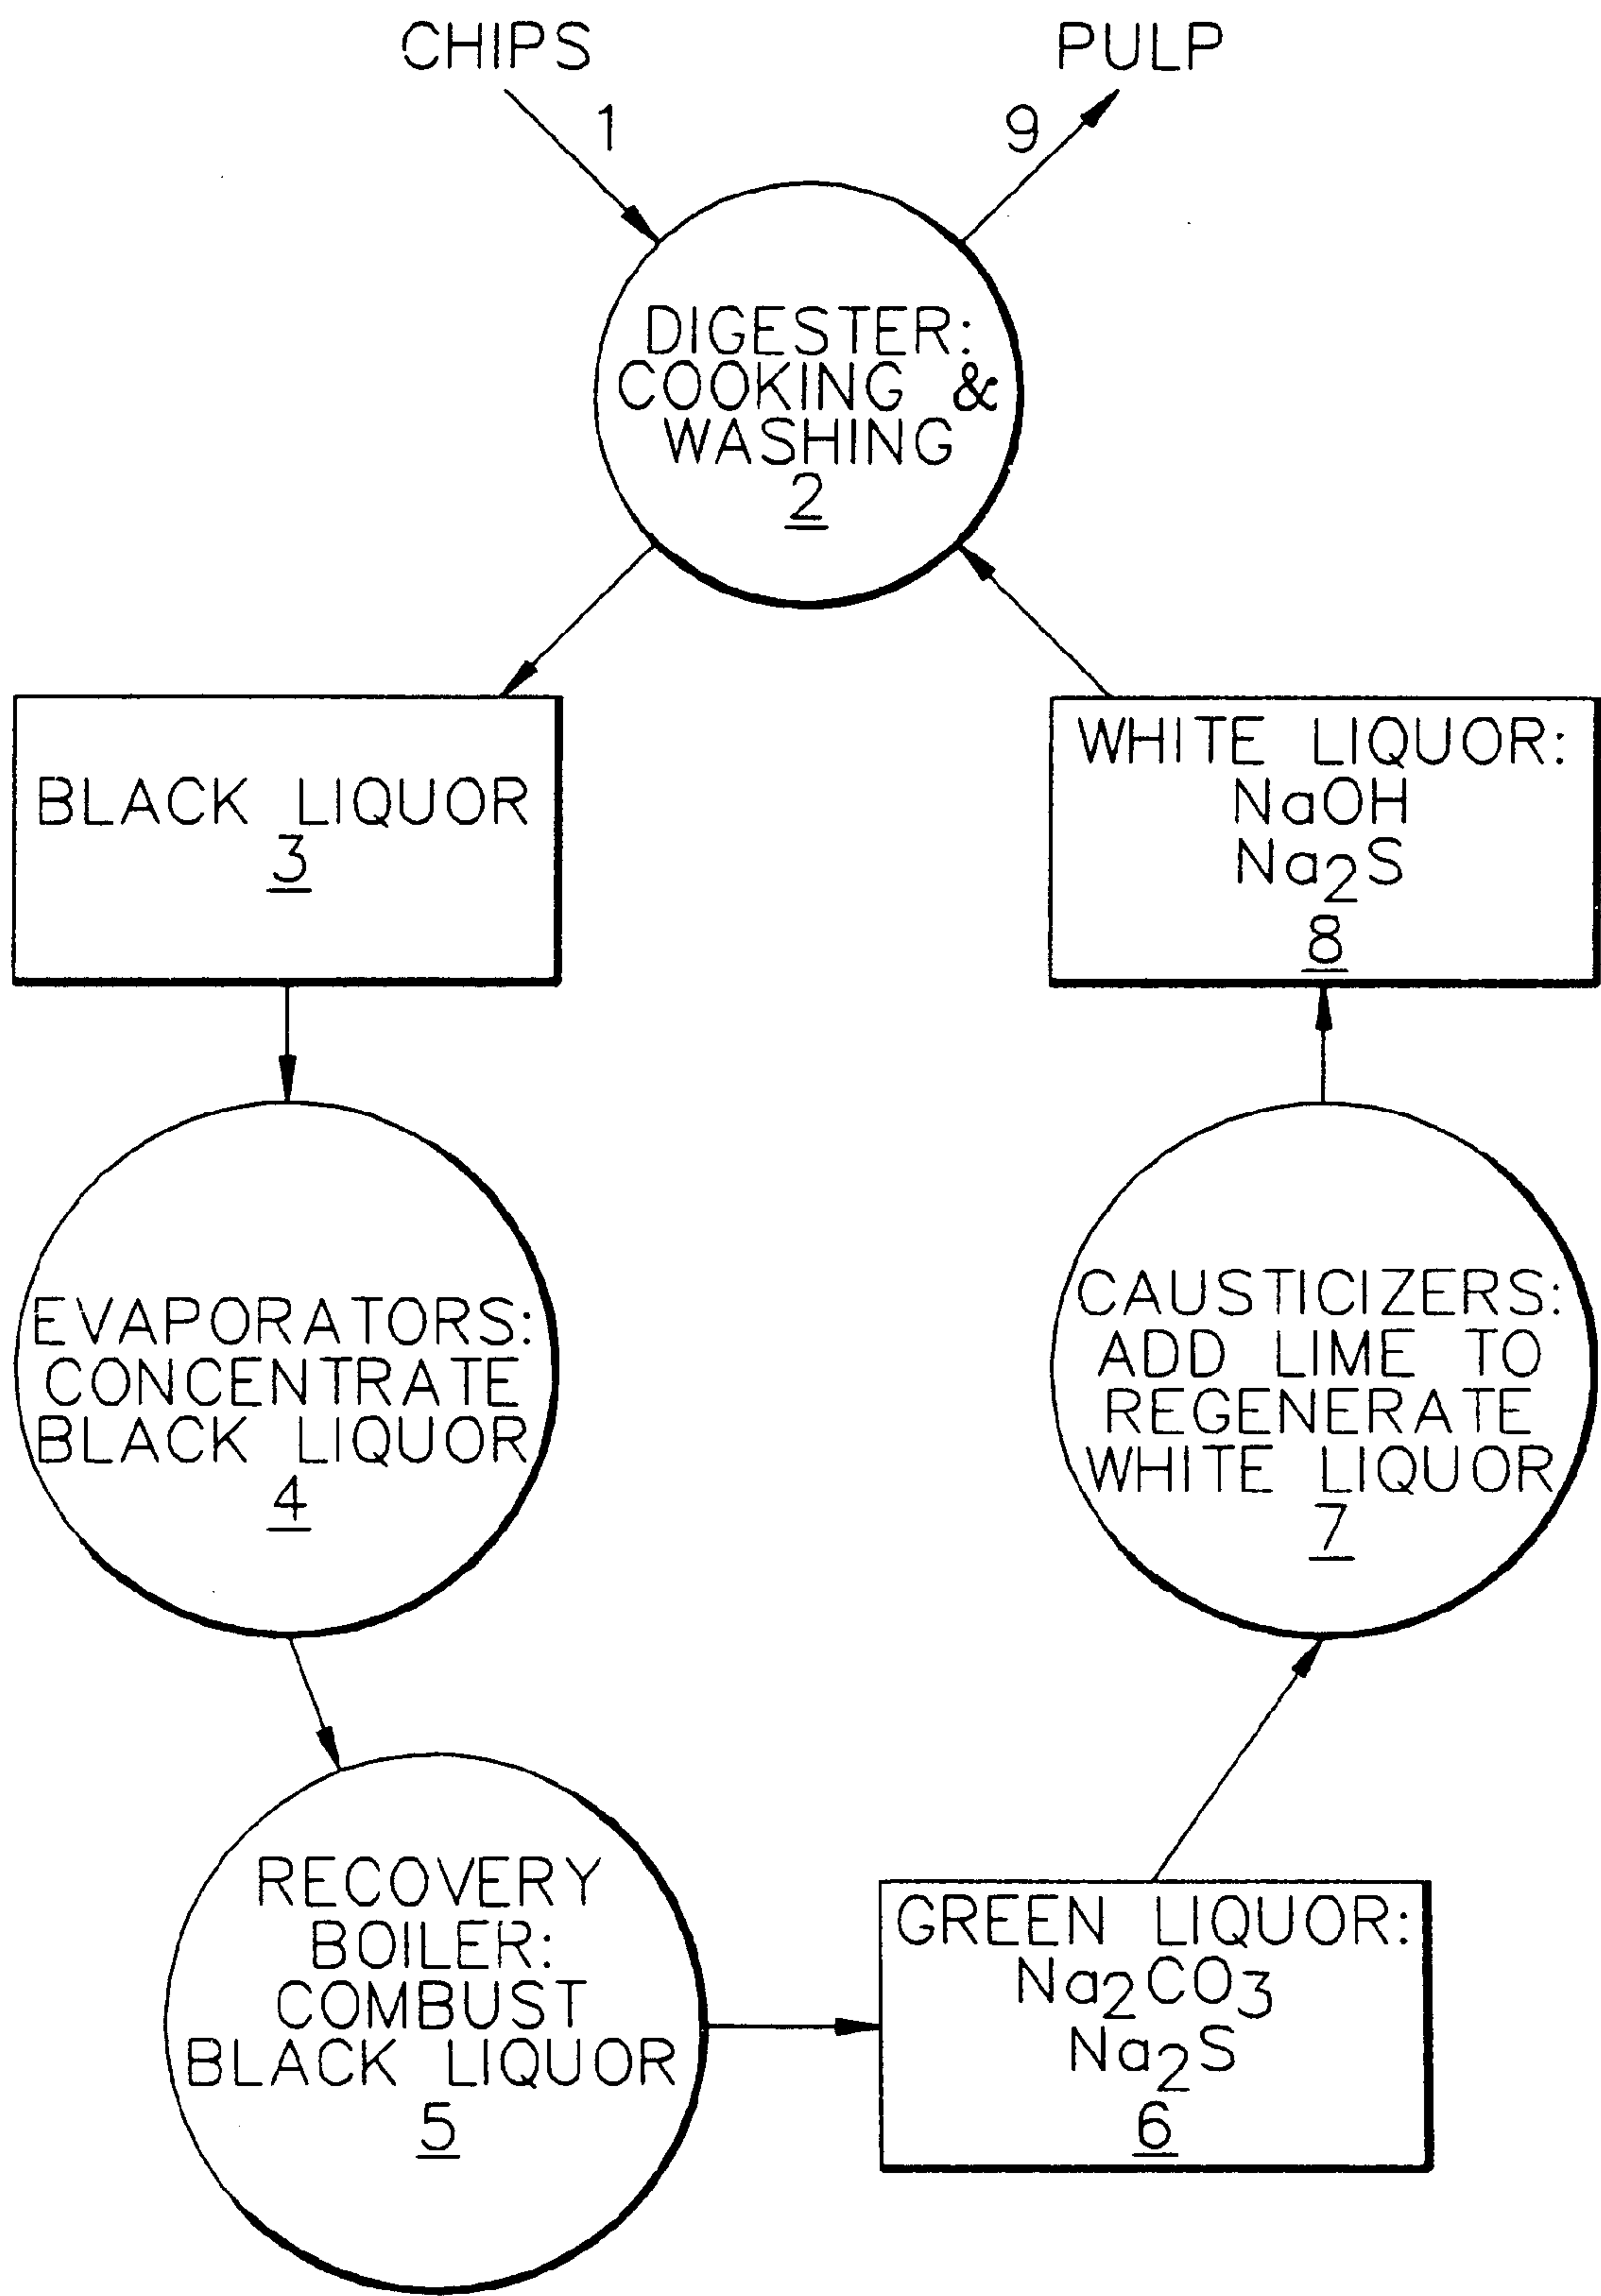 CHIPS
PULP
1
9
DIGESTER:
COOKING &
WASHING
2
BLACK LIQUOR
3
WHITE LIQUOR:
NaOH
Na2S
8
EVAPORATORS:
CONCENTRATE
BLACK LIQUOR
4
CAUSTICIZERS:
ADD LIME TO
REGENERATE
WHITE LIQUOR
7
RECOVERY
BOILER:
COMBUST
BLACK LIQUOR
5
GREEN LIQUOR:
Na2CO3
Na2S
6